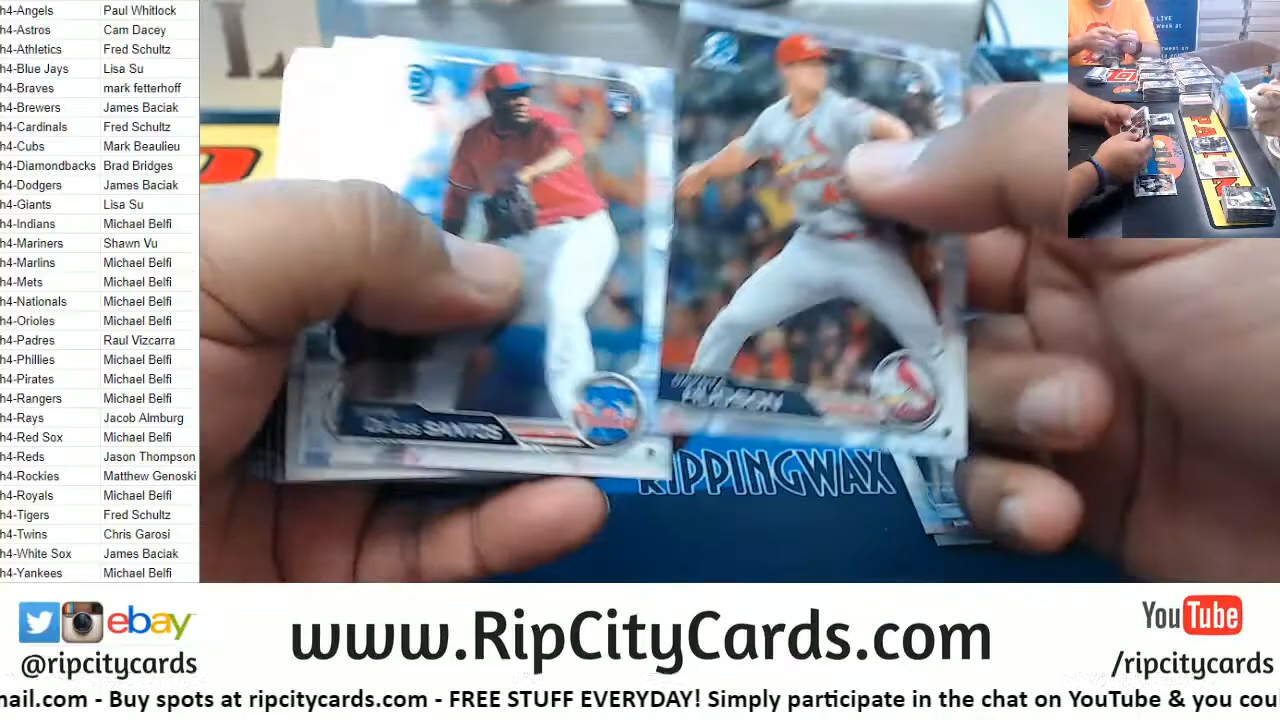 h4-Angels Paul Whitlock
h4-Astros Cam Dacey
h4-Athletics Fred Schultz
h4-Blue Jays Lisa Su
h4-Braves mark fetterhoff
h4-Brewers James Baciak
h4-Cardinals Fred Schultz
h4-Cubs Mark Beaulieu
h4-Diamondbacks Brad Bridges
h4-Dodgers James Baciak
h4-Giants Lisa Su
h4-Indians Michael Belfi
h4-Mariners Shawn Vu
h4-Marlins Michael Belfi
h4-Mets Michael Belfi
h4-Nationals Michael Belfi
h4-Orioles Michael Belfi
h4-Padres Raul Vizcarra
h4-Phillies Michael Belfi
h4-Pirates Michael Belfi
h4-Rangers Michael Belfi
h4-Rays Jacob Almburg
h4-Red Sox Michael Belfi
h4-Reds Jason Thompson
h4-Rockies Matthew Genoski
h4-Royals Michael Belfi
h4-Tigers Fred Schultz
h4-Twins Chris Garosi
h4-White Sox James Baciak
h4-Yankees Michael Belfi
SANTOS
RIPPINGWAX
ebay
@ripcitycards
www.RipCityCards.com
YouTube
/ripcitycards
mail.com - Buy spots at ripcitycards.com - FREE STUFF EVERYDAY! Simply participate in the chat on YouTube & you cou